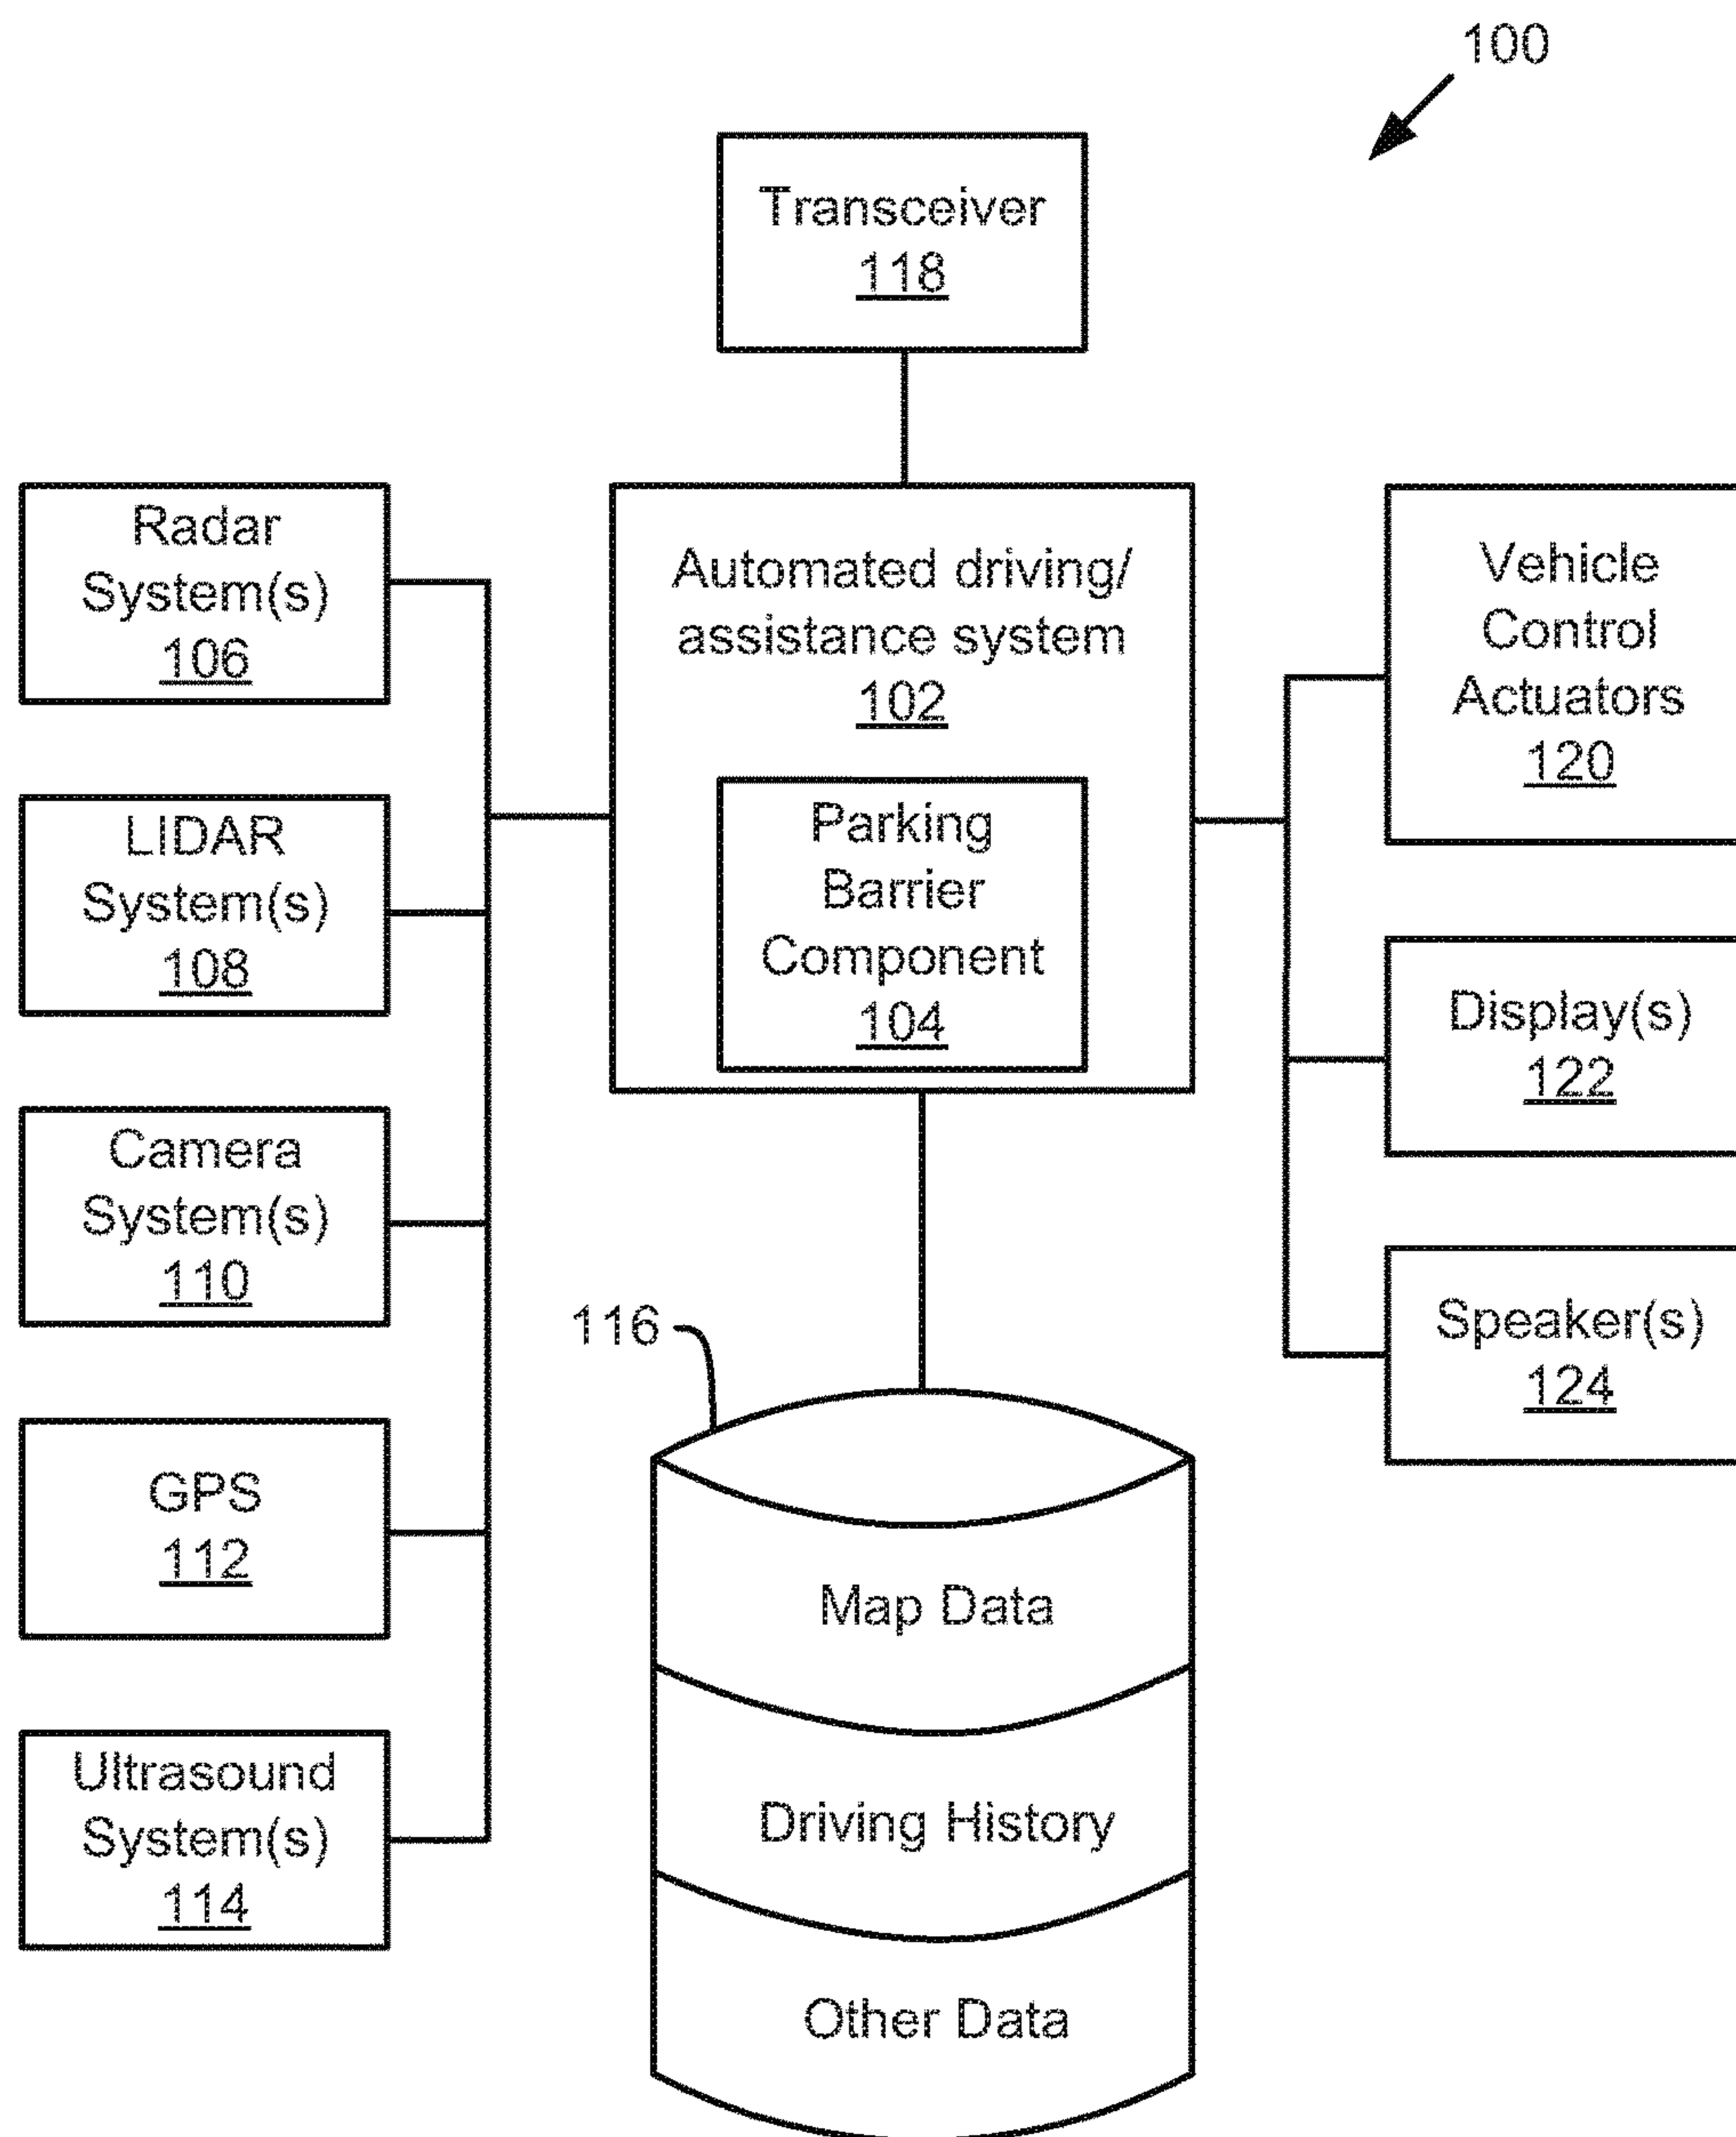 100
Transceiver
118
Radar
System(s)
106
LIDAR
System(s)
108
Camera
System(s)
110
GPS
112
Ultrasound
System(s)
114
Automated driving/
assistance system
102
Parking
Barrier
Component
104
Vehicle
Control
Actuators
120
Display(s)
122
Speaker(s)
124
116
Map Data
Driving History
Other Data